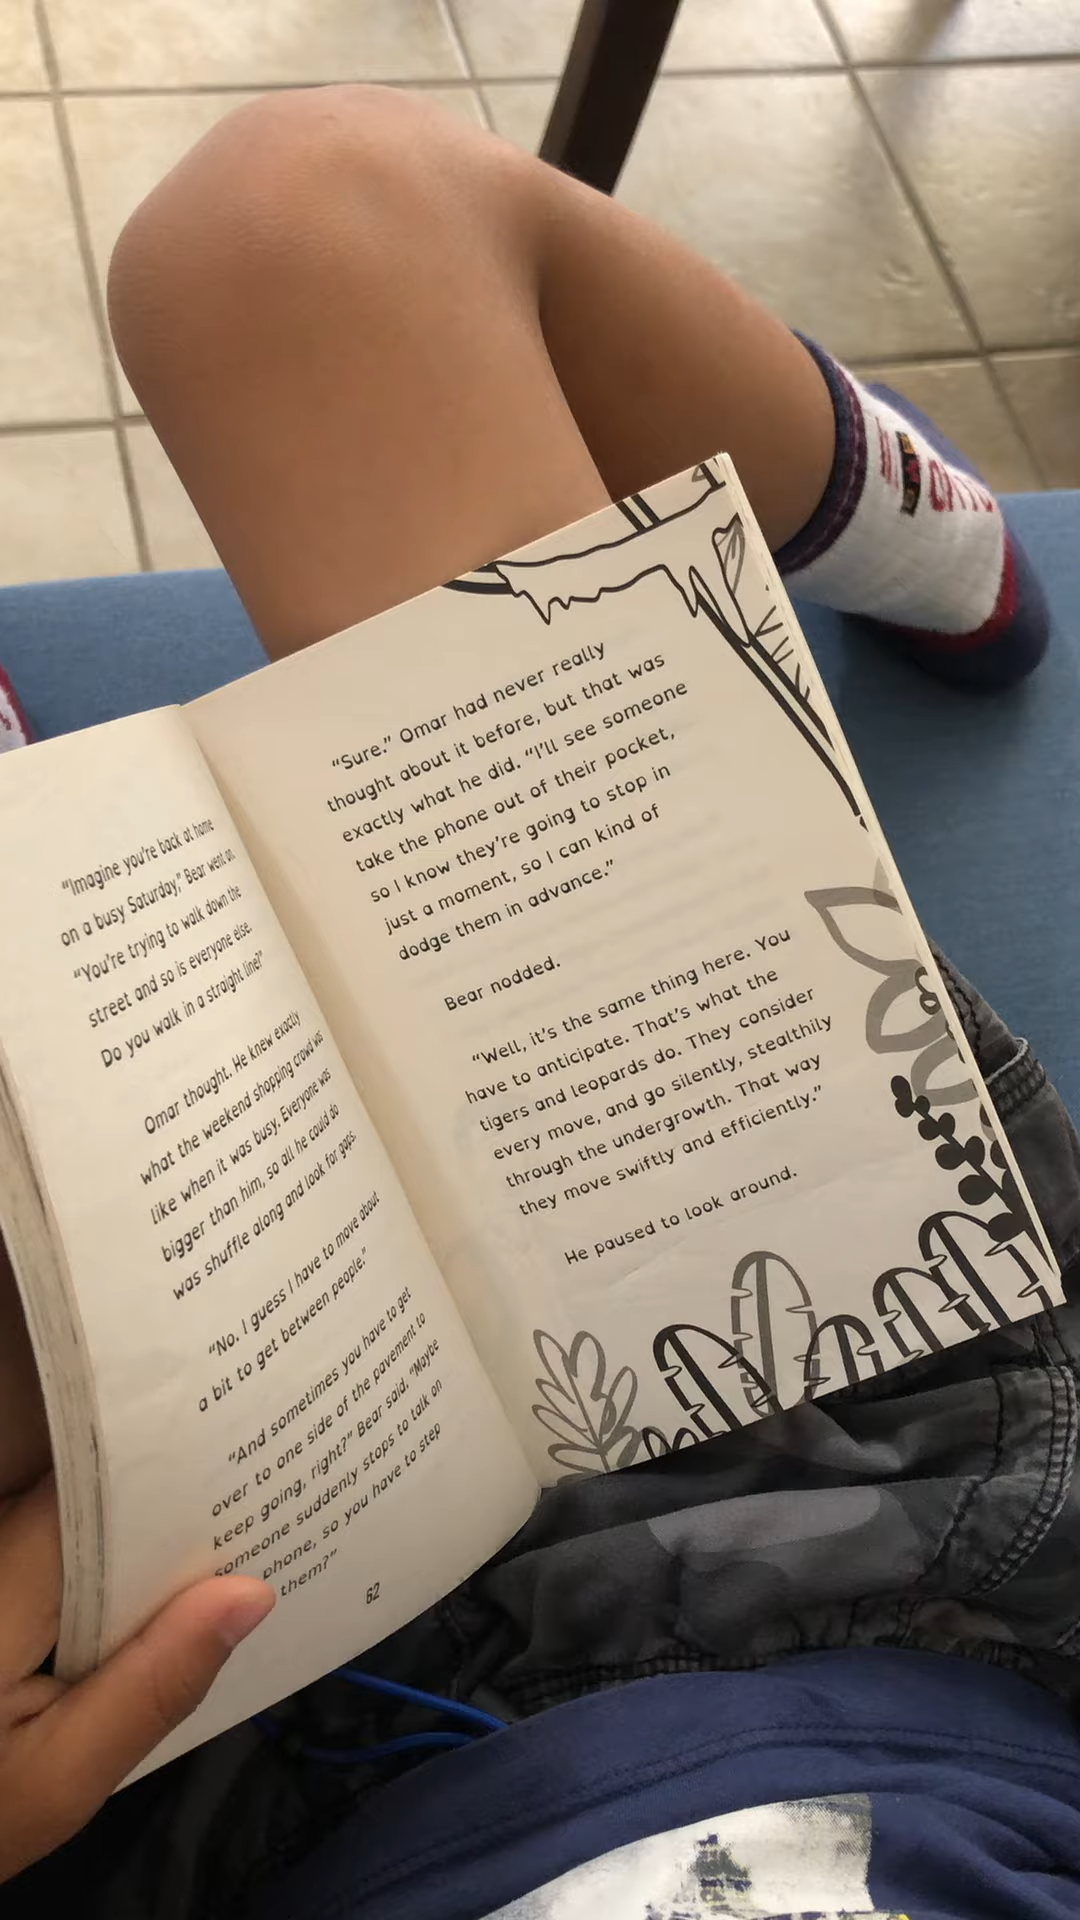 “Imagine you’re back at home
on a busy Saturday,” Bear went on.
“You’re trying to walk down the
street and so is everyone else.
Do you walk in a straight line?”
Omar thought. He knew exactly
what the weekend shopping crowd was
like when it was busy. Everyone was
bigger than him, so all he could do
was shuffle along and look for gaps.
“No. I guess I have to move about
a bit to get between people.”
“And sometimes you have to get
over to one side of the pavement to
keep going, right?” Bear said. “Maybe
someone suddenly stops to talk on
phone, so you have to step
them?”
62
“Sure.” Omar had never really
thought about it before, but that was
exactly what he did. “I’ll see someone
take the phone out of their pocket,
so I know they’re going to stop in
just a moment, so I can kind of
dodge them in advance.”
Bear nodded.
“Well, it’s the same thing here. You
have to anticipate. That’s what the
tigers and leopards do. They consider
every move, and go silently, stealthily
through the undergrowth. That way
they move swiftly and efficiently.”
He paused to look around.